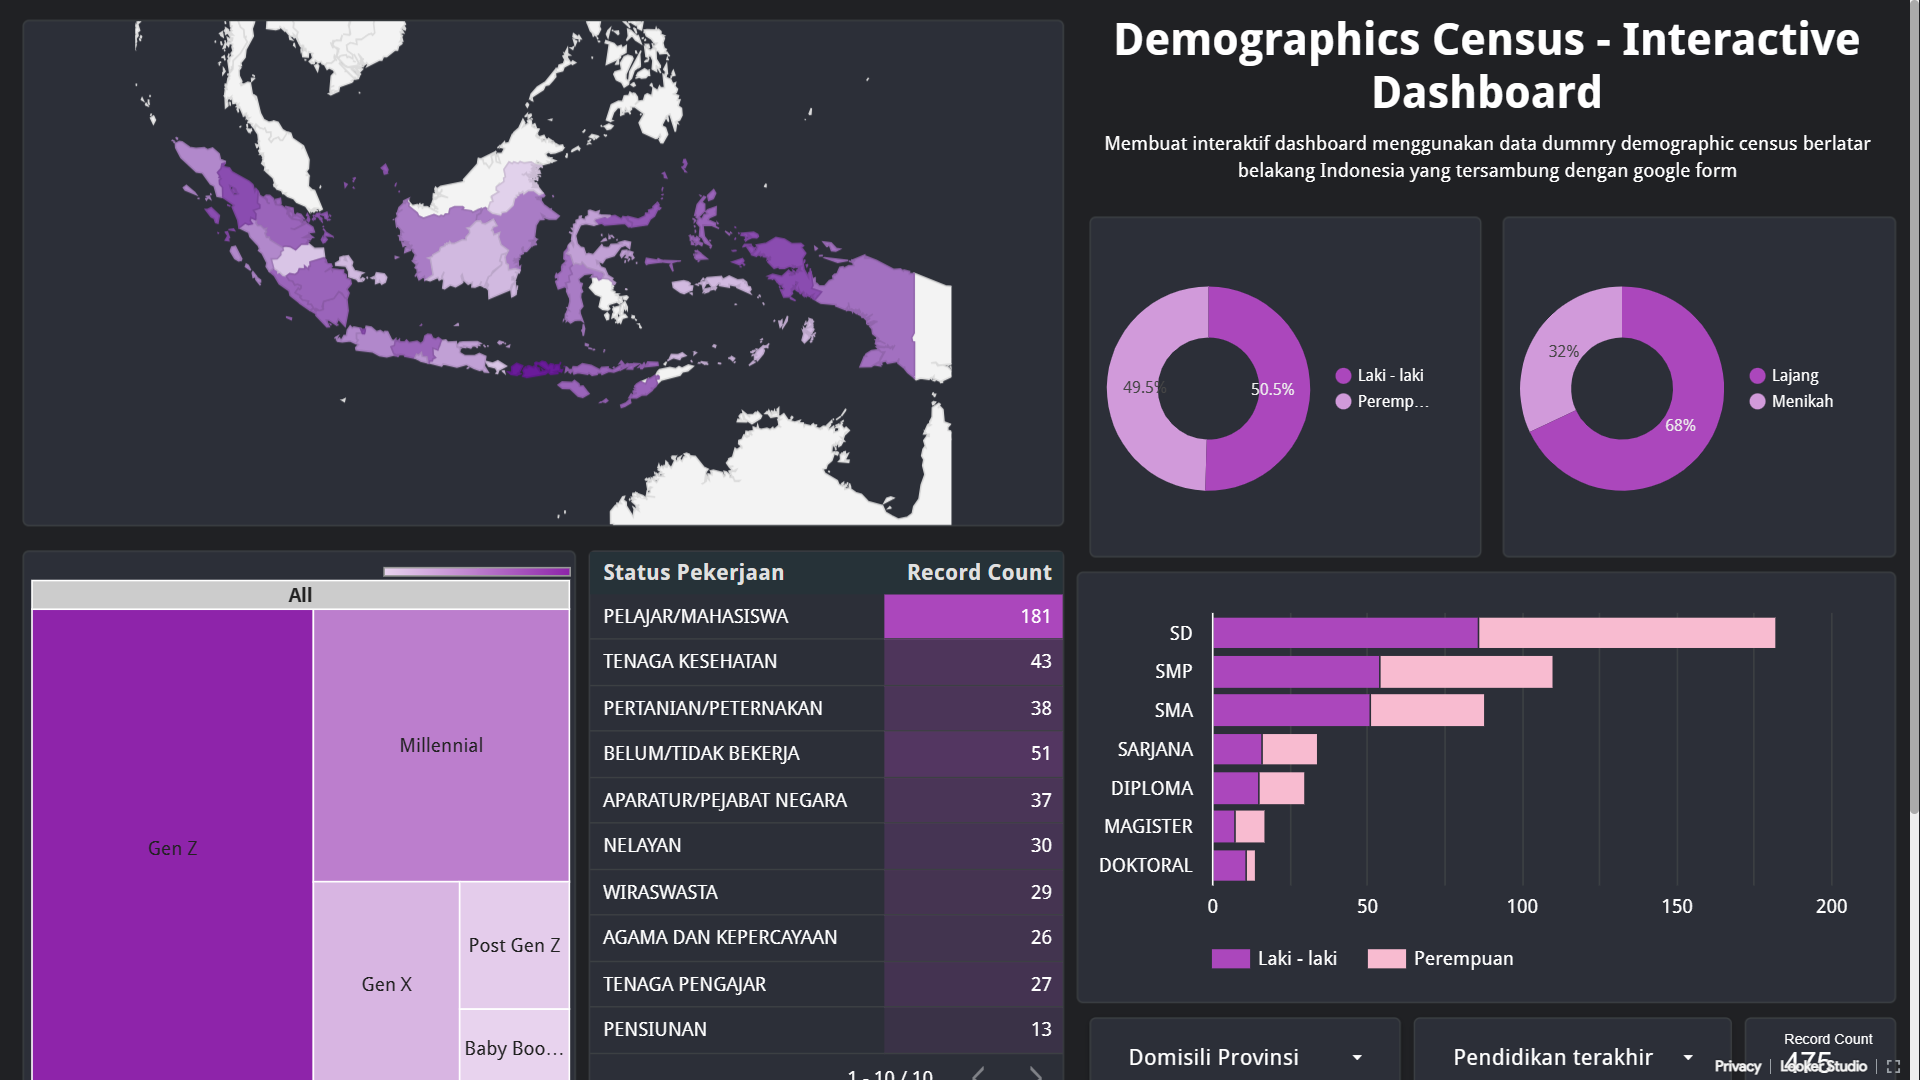 Demographics Census - Interactive
Dashboard
Membuat interaktif dashboard menggunakan data dummry demographic census berlatar
belakang Indonesia yang tersambung dengan google form
49.5%
50.5%
Laki - laki
Peremp...
32%
68%
Lajang
Menikah
All
Gen Z
Millennial
Gen X
Post Gen Z
Baby Boo...
Status Pekerjaan Record Count
PELAJAR/MAHASISWA 181
TENAGA KESEHATAN 43
PERTANIAN/PETERNAKAN 38
BELUM/TIDAK BEKERJA 51
APARATUR/PEJABAT NEGARA 37
NELAYAN 30
WIRASWASTA 29
AGAMA DAN KEPERCAYAAN 26
TENAGA PENGAJAR 27
PENSIUNAN 13
1 - 10 / 10
SD
SMP
SMA
SARJANA
DIPLOMA
MAGISTER
DOKTORAL
0 50 100 150 200
Laki - laki Perempuan
Domisili Provinsi
Pendidikan terakhir
Record Count
475
Privacy
Looker Studio